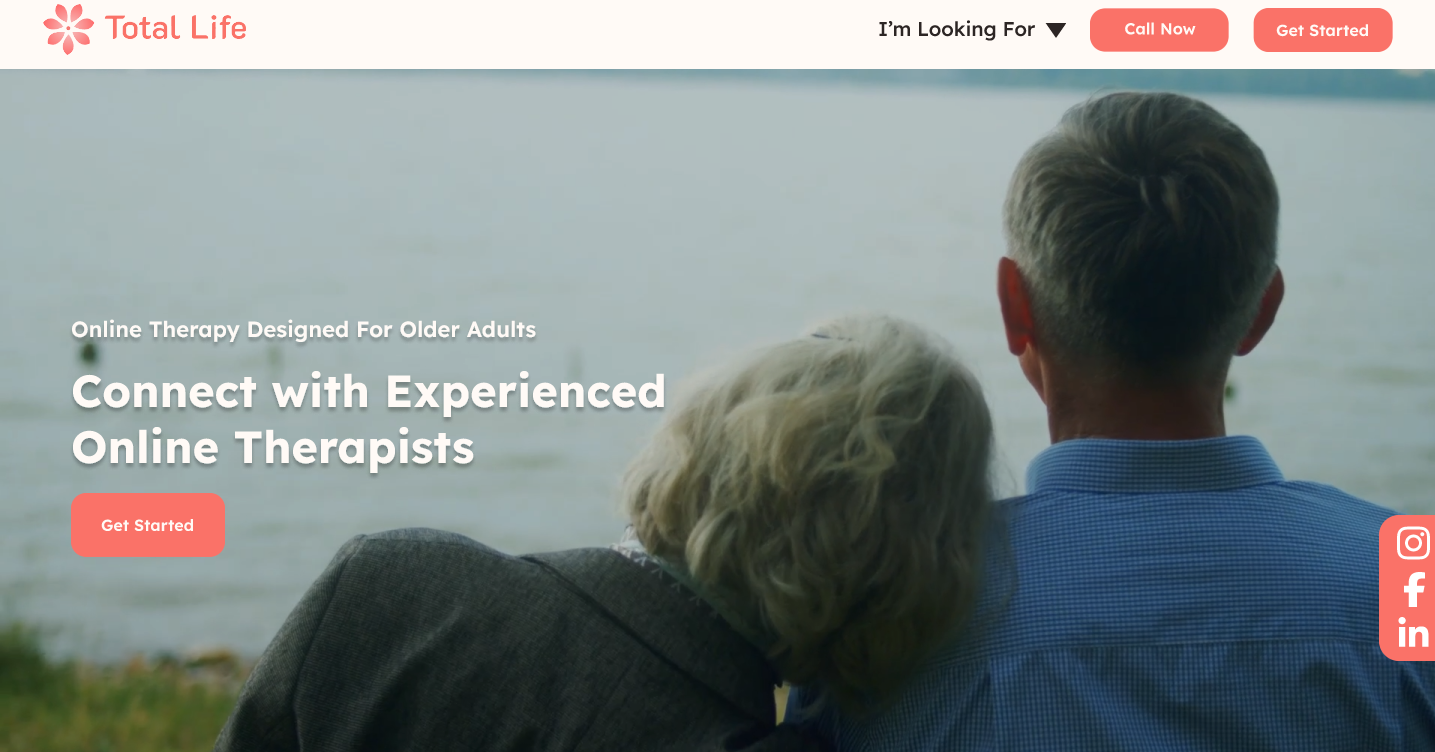 Total Life
I'm Looking For
Call Now
Get Started
Online Therapy Designed For Older Adults
Connect with Experienced
Online Therapists
Get Started